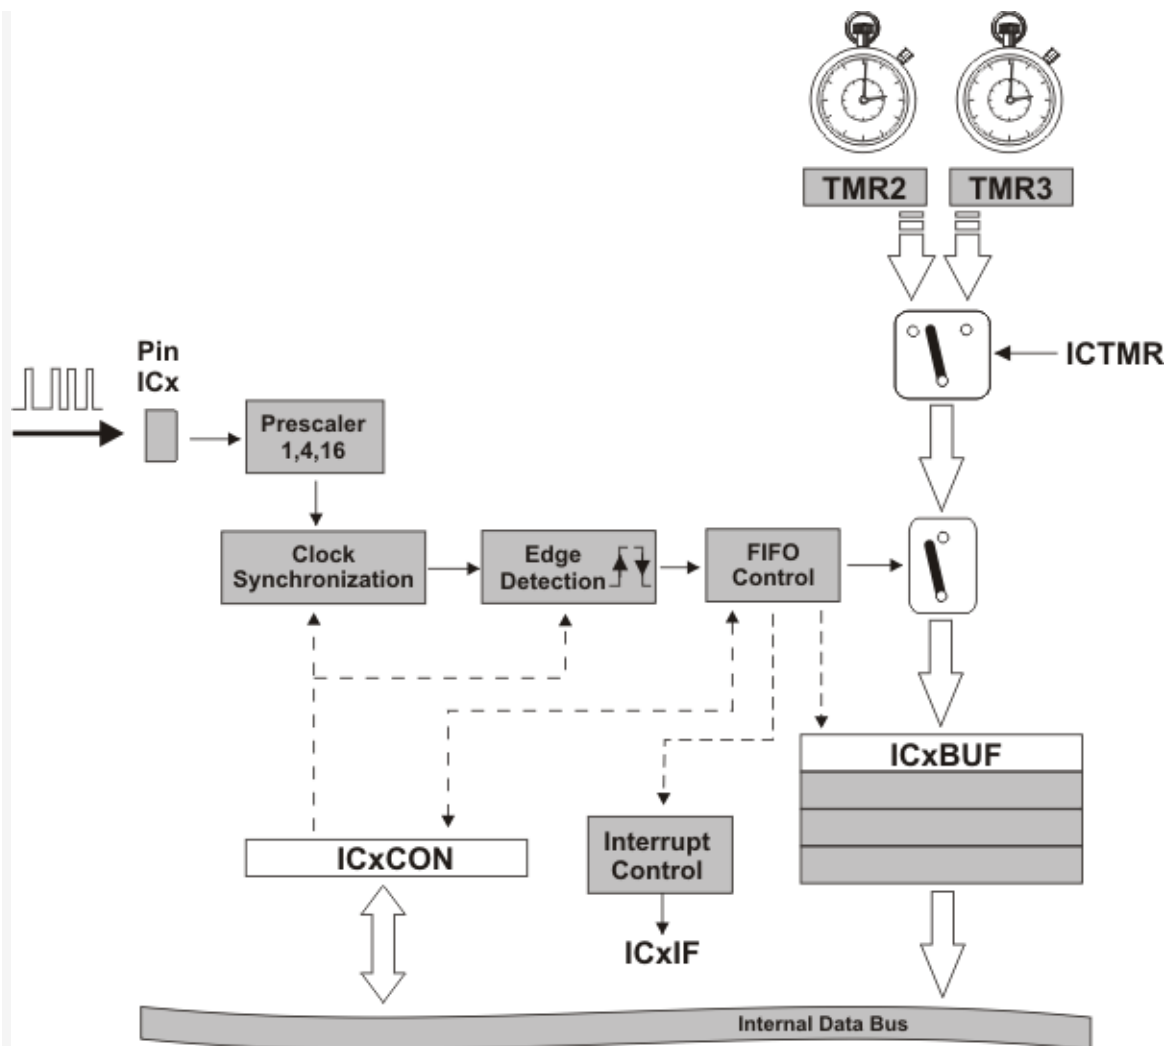 TMR2
TMR3
ICTMR
Pin
ICx
Prescaler
1,4,16
Clock
Synchronization
Edge
Detection
FIFO
Control
ICxBUF
ICxCON
Interrupt
Control
ICxIF
Internal Data Bus